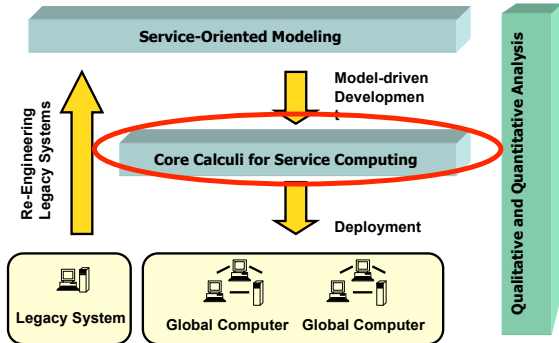 Service-Oriented Modeling
Model-driven
Developmen
t
Re-Engineering
Legacy Systems
Core Calculi for Service Computing
Deployment
Legacy System
Global Computer
Global Computer
Qualitative and Quantitative Analysis